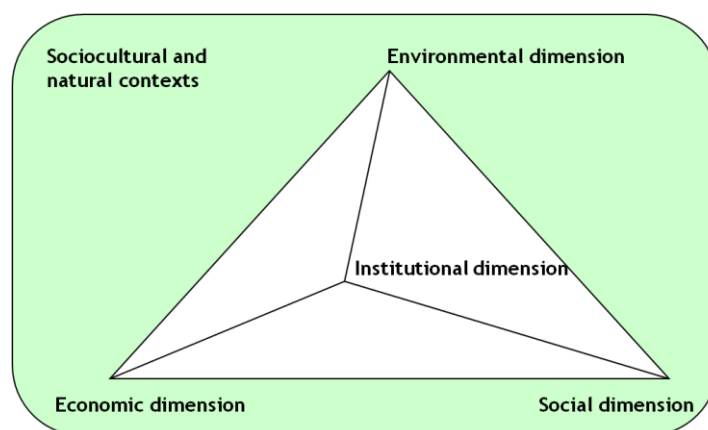 Sociocultural and
natural contexts
Environmental dimension
Institutional dimension
Economic dimension
Social dimension